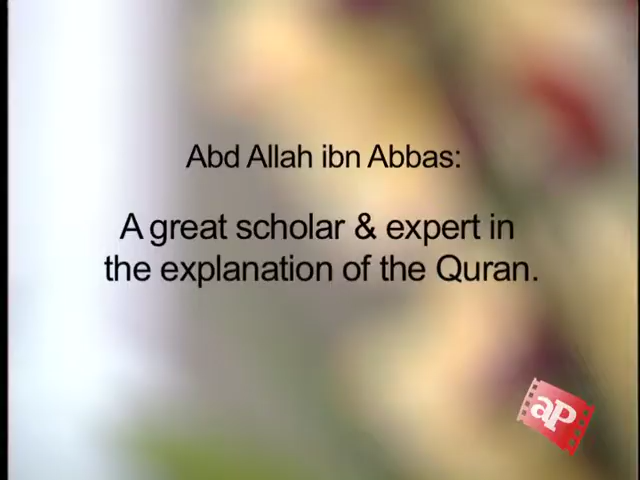 Abd Allah ibn Abbas:
A great scholar & expert in
the explanation of the Quran.
aP